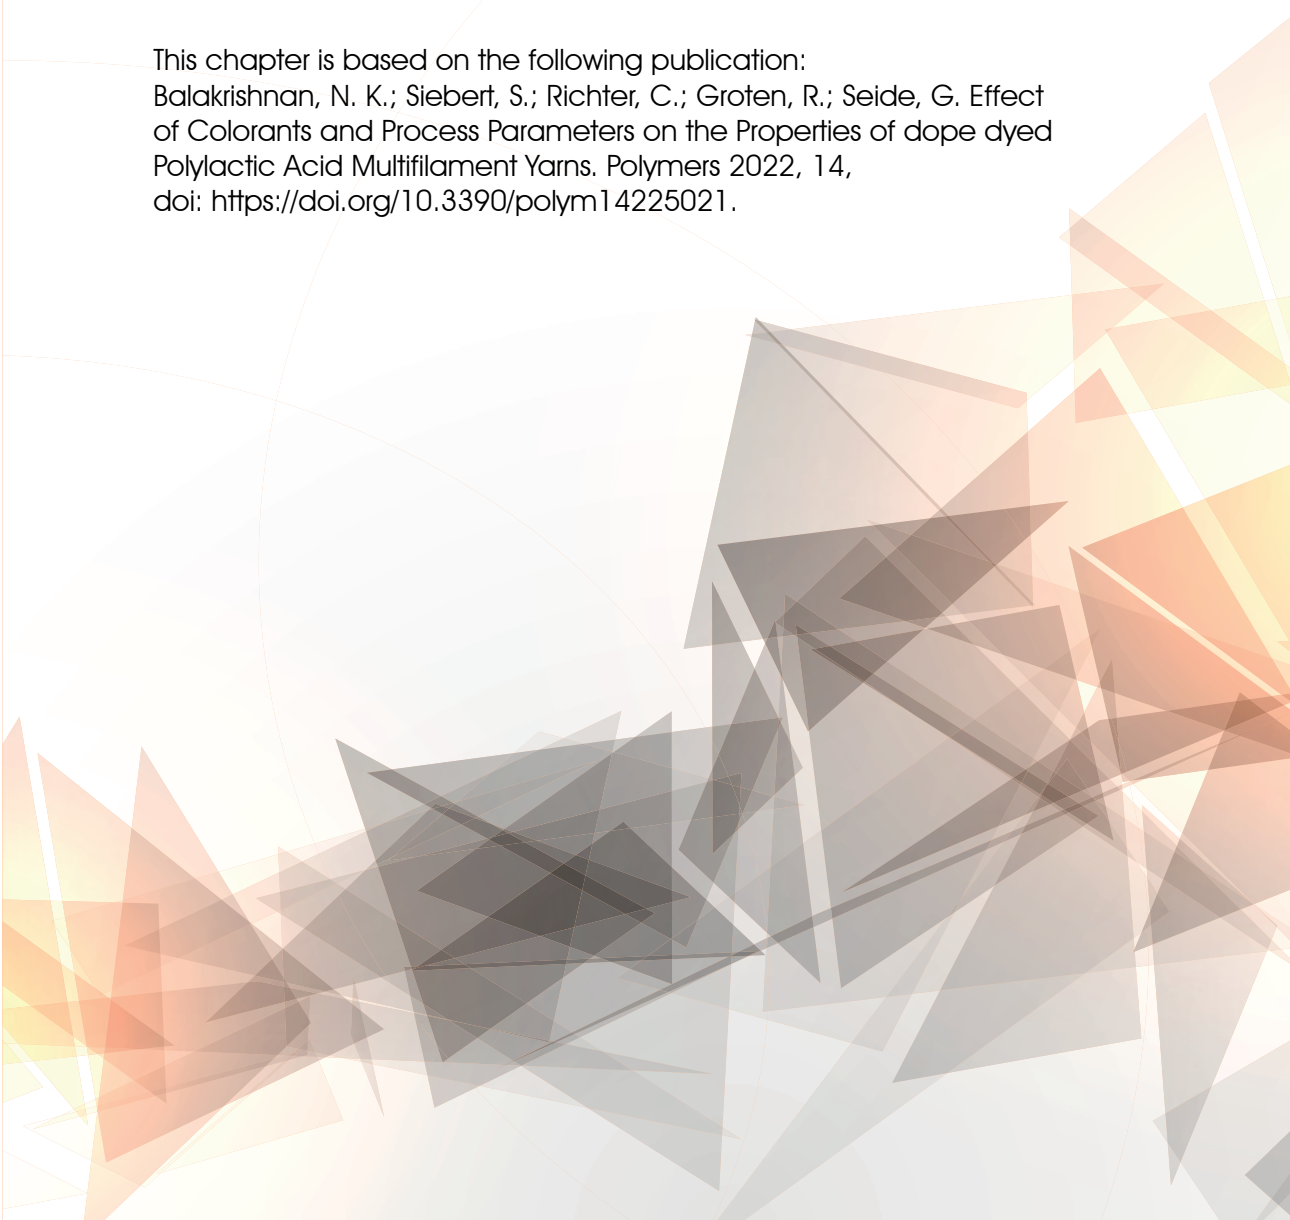 This chapter is based on the following publication:
Balakrishnan, N. K.; Siebert, S.; Richter, C.; Groten, R.; Seide, G. Effect
of Colorants and Process Parameters on the Properties of dope dyed
Polylactic Acid Multifilament Yarns. Polymers 2022, 14,
doi: https://doi.org/10.3390/polym14225021.